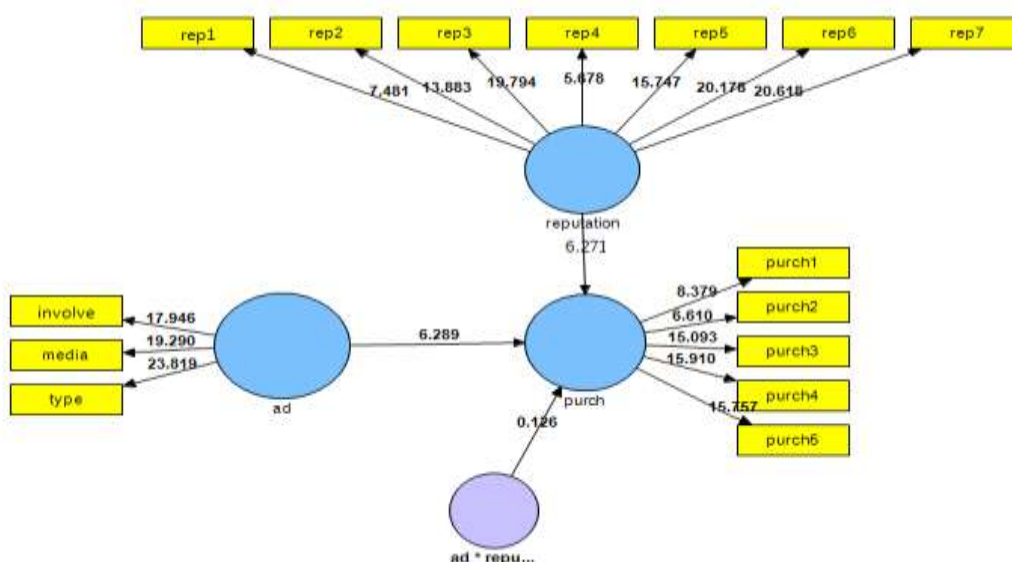 rep1 rep2 rep3 rep4 rep5 rep6 rep7
7.481 13.883 19.794 5.678 15.747 20.178 20.618
reputation
6.271
purch1
8.379
purch2
6.610
involve
17.946
15.093
purch3
media
19.290
6.289
15.910
23.819
type
ad
purch
purch4
15.757
0.126
purch5
ad * repu...